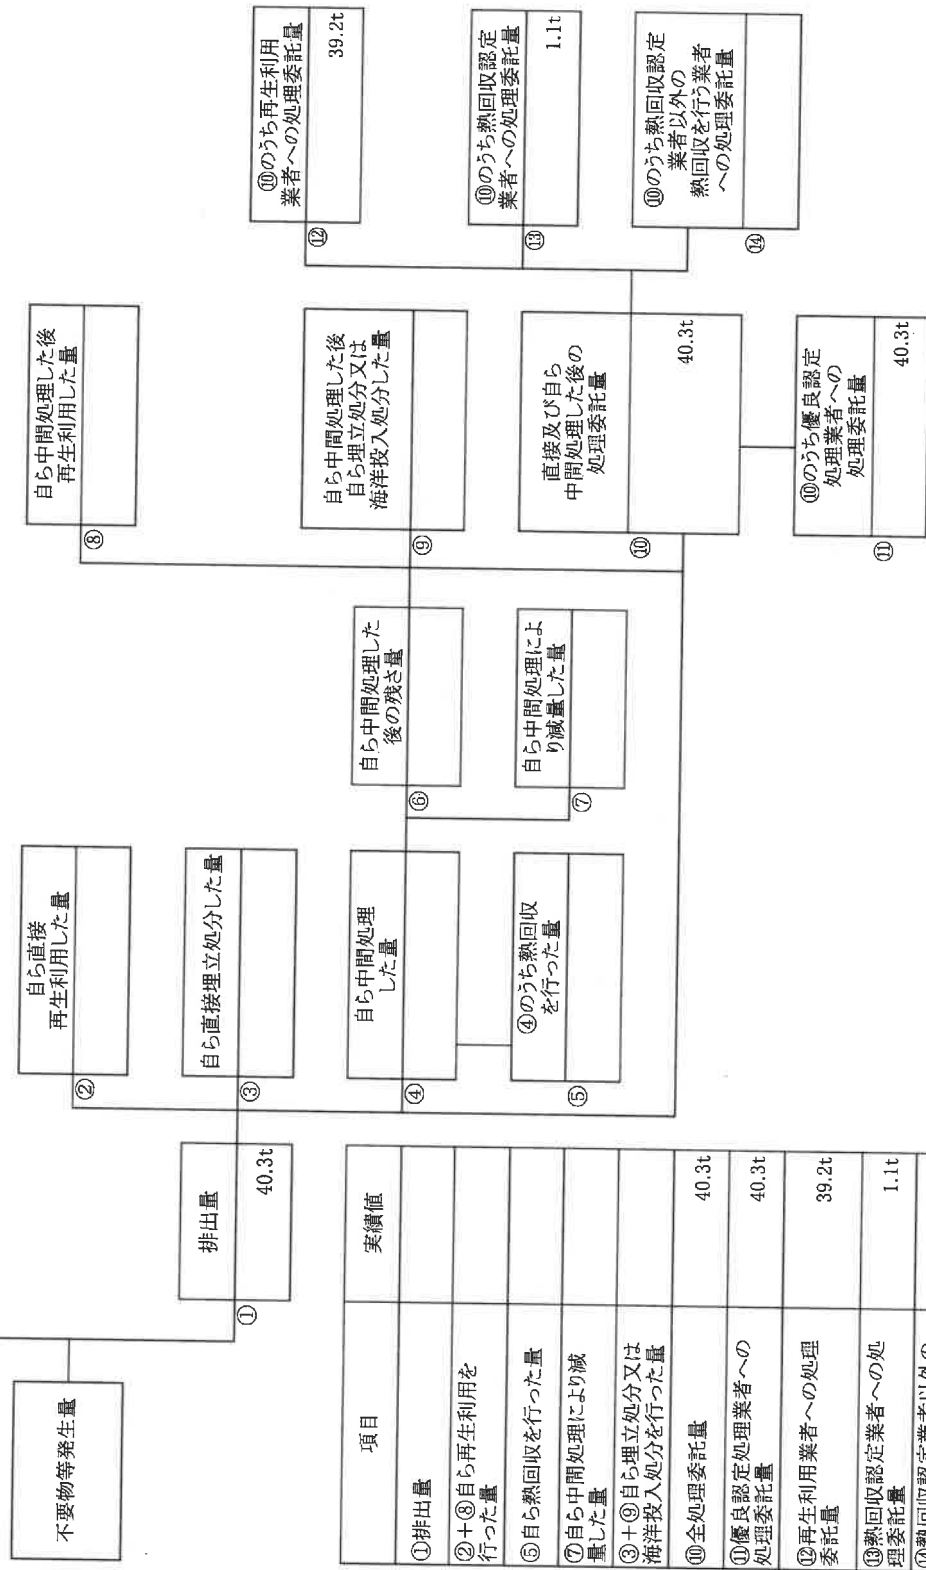 不要物等発生量
①
排出量
40.3t
②
自ら直接
再生利用した量
③
自ら直接埋立処分した量
④
自ら中間処理
した量
⑤
④のうち熱回収
を行った量
⑥
自ら中間処理した
後の残さ量
⑦
自ら中間処理によ
り減量した量
⑧
自ら中間処理した後
再生利用した量
⑨
自ら中間処理した後
自ら埋立処分又は
海洋投入処分した量
⑩
直接及び自ら
中間処理した後の
処理委託量
40.3t
⑪
⑩のうち優良認定
処理業者への
処理委託量
40.3t
⑫
⑩のうち再生利用
業者への処理委託量
39.2t
⑬
⑩のうち熱回収認定
業者への処理委託量
1.1t
⑭
⑩のうち熱回収認定
業者以外の
熱回収を行う業者
への処理委託量
項目
実績値
①排出量
②+⑧自ら再生利用を
行った量
⑤自ら熱回収を行った量
⑦自ら中間処理により減
量した量
③+⑨自ら埋立処分又は
海洋投入処分を行った量
⑩全処理委託量
40.3t
⑪優良認定処理業者への
処理委託量
40.3t
⑫再生利用業者への処理
委託量
39.2t
⑬熱回収認定業者への処
理委託量
1.1t
⑭熱回収認定業者以外の